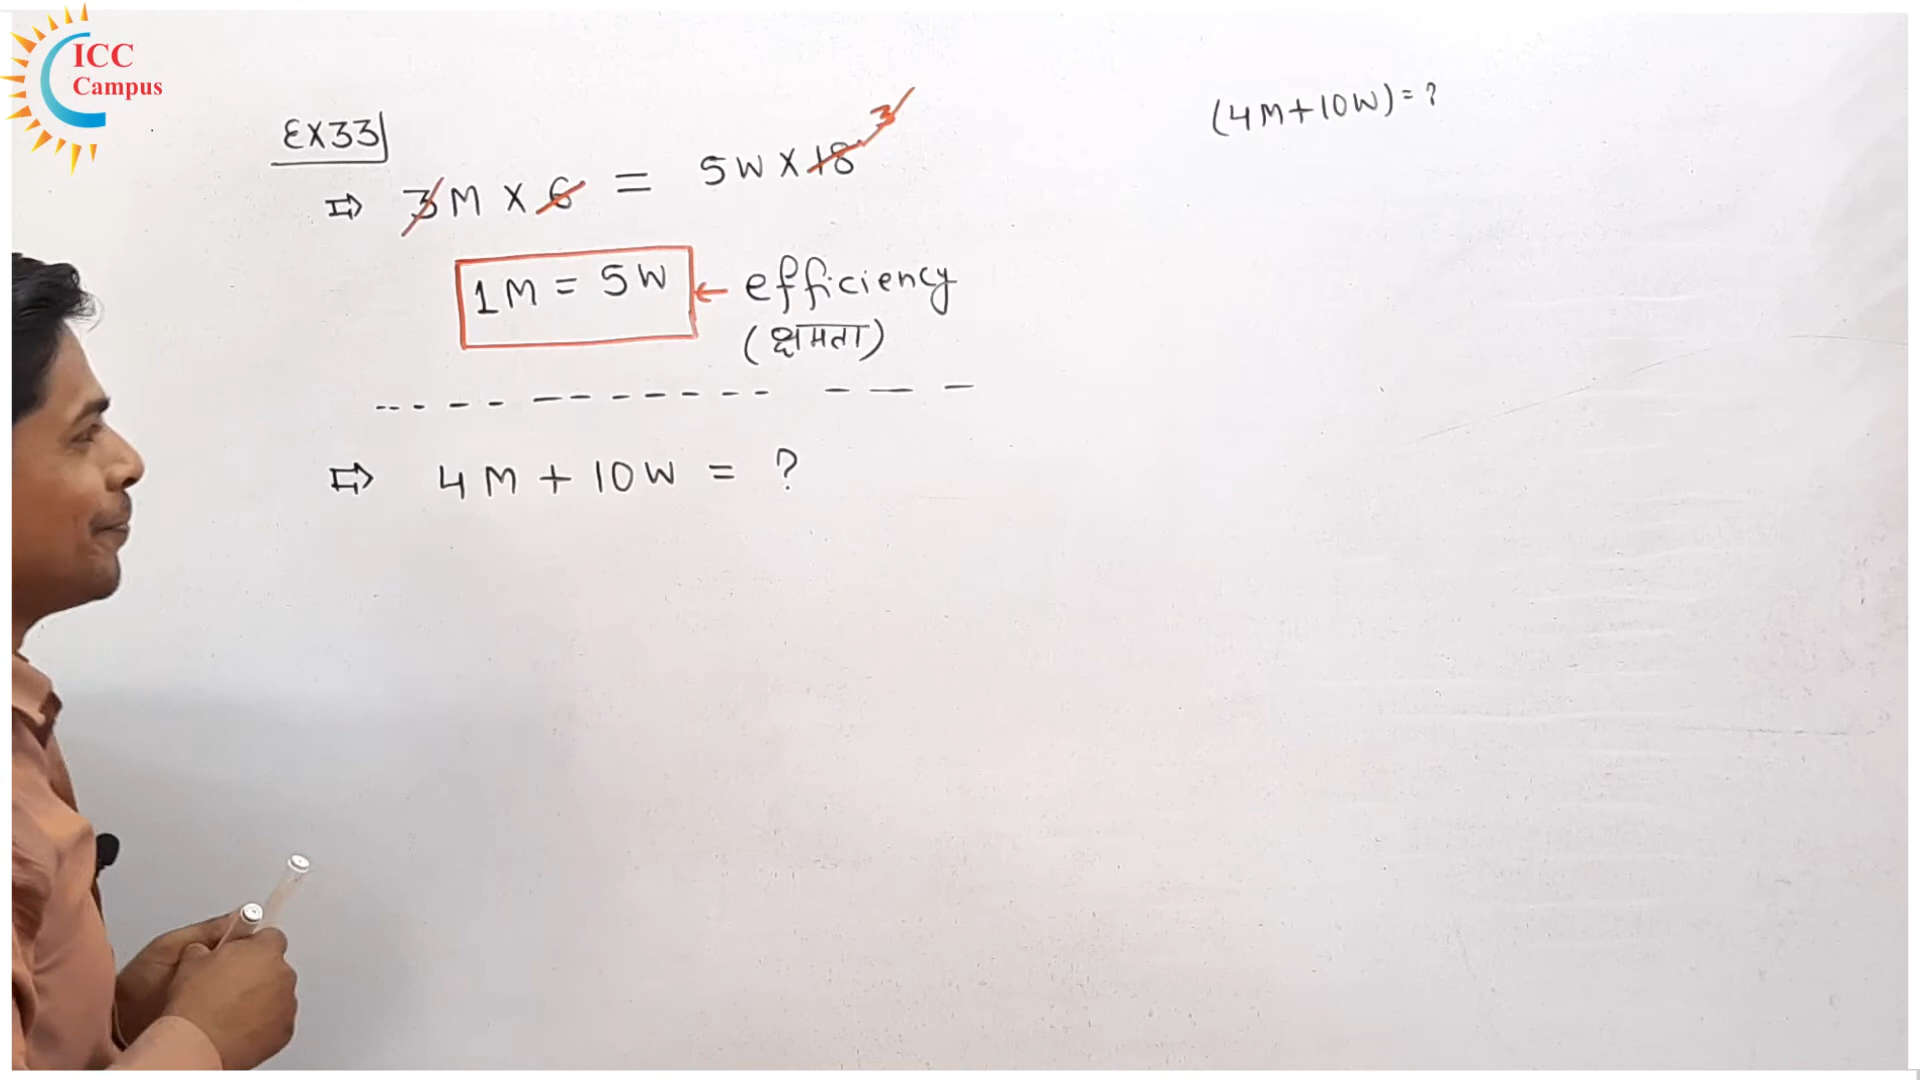 ICC
Campus
EX33
⇨ 3M × 6 = 5W × 18 3
1M = 5W ← efficiency
(क्षमता)
⇨ 4M + 10W = ?
(4M+10W)=?